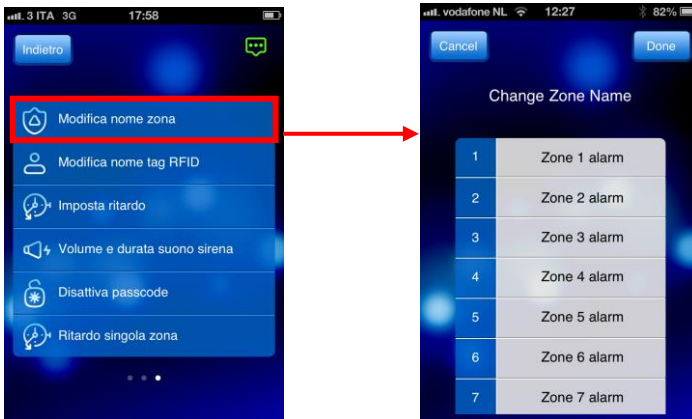 3 ITA 3G 17:58
Indietro
Modifica nome zona
Modifica nome tag RFID
Imposta ritardo
Volume e durata suono sirena
Disattiva passcode
Ritardo singola zona
vodafone NL 12:27 82%
Cancel Done
Change Zone Name
1 Zone 1 alarm
2 Zone 2 alarm
3 Zone 3 alarm
4 Zone 4 alarm
5 Zone 5 alarm
6 Zone 6 alarm
7 Zone 7 alarm